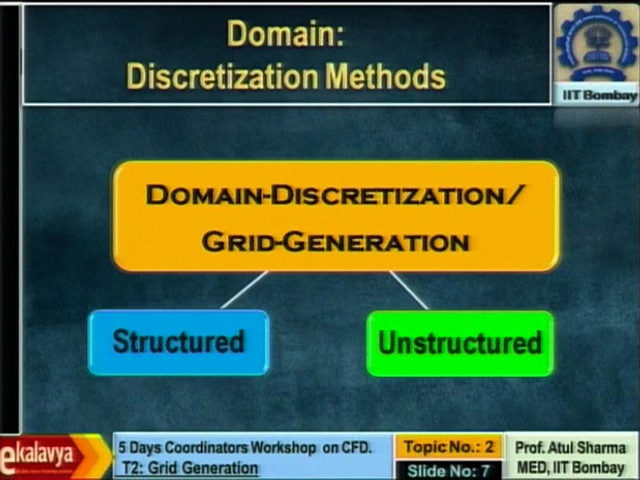 Domain:
Discretization Methods
IIT Bombay
DOMAIN-DISCRETIZATION/
GRID-GENERATION
Structured
Unstructured
ekalavya
5 Days Coordinators Workshop on CFD.
T2: Grid Generation
Topic No.: 2
Slide No: 7
Prof. Atul Sharma
MED, IIT Bombay